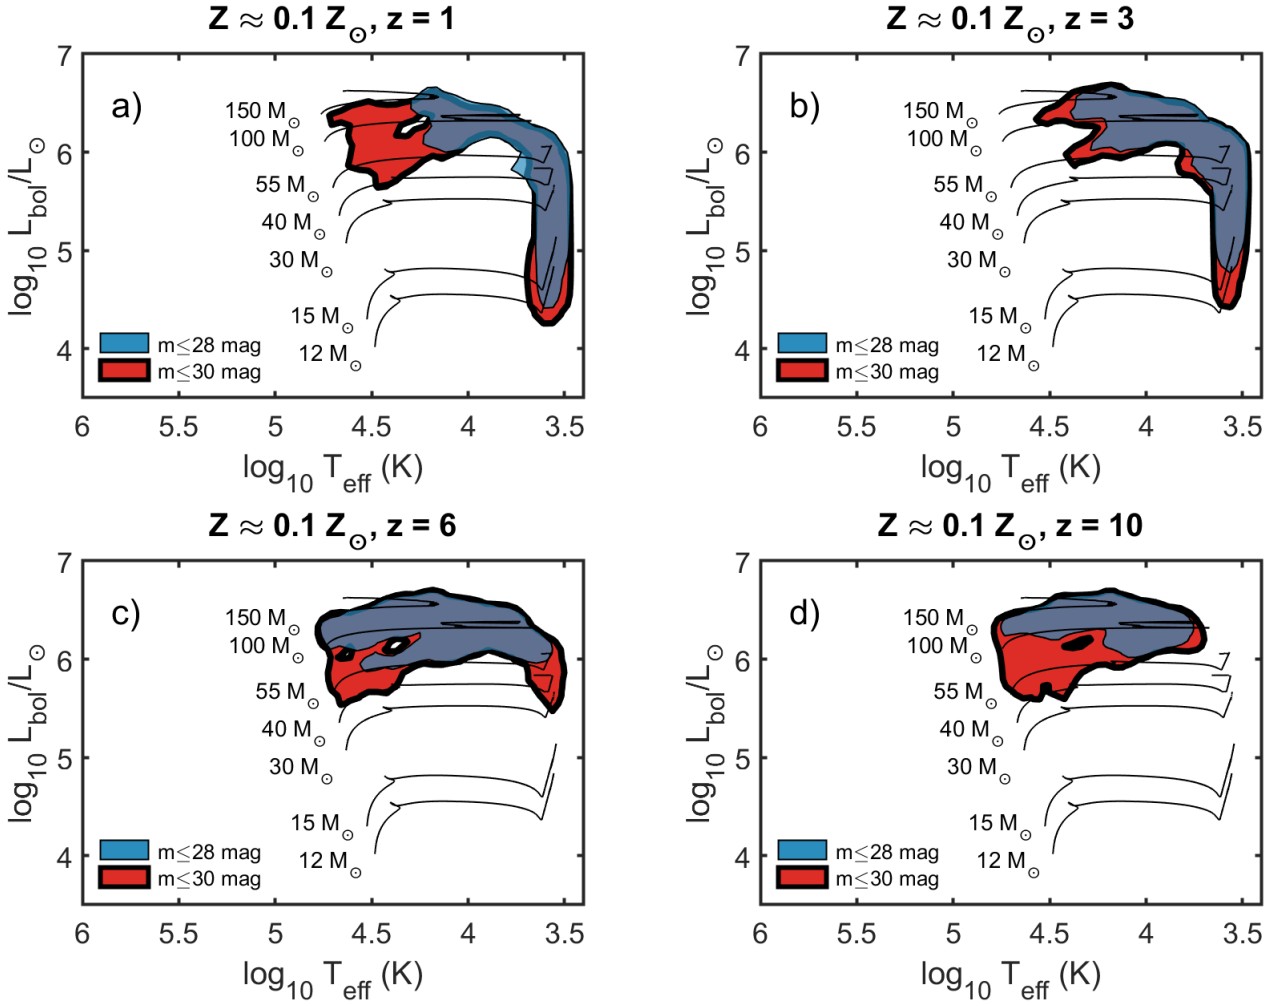 Z ≈ 0.1 Z⊙, z = 1
a)
150 M⊙
100 M⊙
55 M⊙
40 M⊙
30 M⊙
15 M⊙
12 M⊙
m≤28 mag
m≤30 mag
7
6
5
4
6 5.5 5 4.5 4 3.5
log10 Teff (K)
log10 Lbol/L⊙
Z ≈ 0.1 Z⊙, z = 3
b)
150 M⊙
100 M⊙
55 M⊙
40 M⊙
30 M⊙
15 M⊙
12 M⊙
m≤28 mag
m≤30 mag
7
6
5
4
6 5.5 5 4.5 4 3.5
log10 Teff (K)
log10 Lbol/L⊙
Z ≈ 0.1 Z⊙, z = 6
c)
150 M⊙
100 M⊙
55 M⊙
40 M⊙
30 M⊙
15 M⊙
12 M⊙
m≤28 mag
m≤30 mag
7
6
5
4
6 5.5 5 4.5 4 3.5
log10 Teff (K)
log10 Lbol/L⊙
Z ≈ 0.1 Z⊙, z = 10
d)
150 M⊙
100 M⊙
55 M⊙
40 M⊙
30 M⊙
15 M⊙
12 M⊙
m≤28 mag
m≤30 mag
7
6
5
4
6 5.5 5 4.5 4 3.5
log10 Teff (K)
log10 Lbol/L⊙